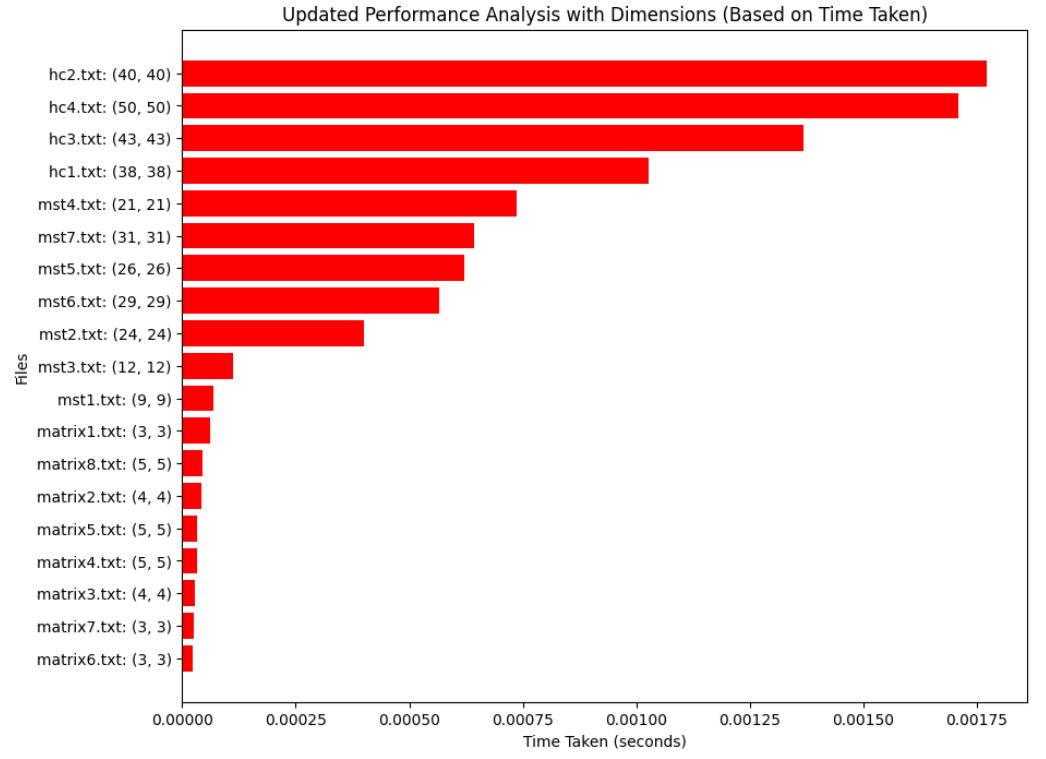 Updated Performance Analysis with Dimensions (Based on Time Taken)
hc2.txt: (40, 40)
hc4.txt: (50, 50)
hc3.txt: (43, 43)
hc1.txt: (38, 38)
mst4.txt: (21, 21)
mst7.txt: (31, 31)
mst5.txt: (26, 26)
mst6.txt: (29, 29)
mst2.txt: (24, 24)
mst3.txt: (12, 12)
mst1.txt: (9, 9)
matrix1.txt: (3, 3)
matrix8.txt: (5, 5)
matrix2.txt: (4, 4)
matrix5.txt: (5, 5)
matrix4.txt: (5, 5)
matrix3.txt: (4, 4)
matrix7.txt: (3, 3)
matrix6.txt: (3, 3)
Files
0.00000 0.00025 0.00050 0.00075 0.00100 0.00125 0.00150 0.00175
Time Taken (seconds)